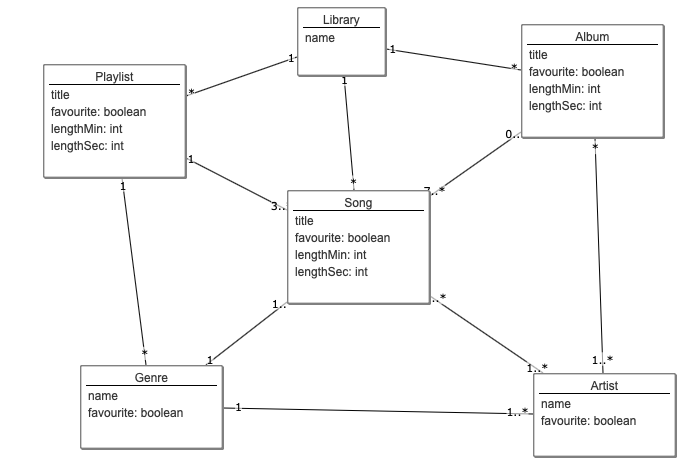 Library
name
1
1
1
Album
title
favourite: boolean
lengthMin: int
lengthSec: int
*
0..
*
Playlist
title
favourite: boolean
lengthMin: int
lengthSec: int
*
1
1
*
3..
..*
Song
title
favourite: boolean
lengthMin: int
lengthSec: int
1..
..*
*
1
1..*
1..*
Genre
name
favourite: boolean
1
1..*
Artist
name
favourite: boolean